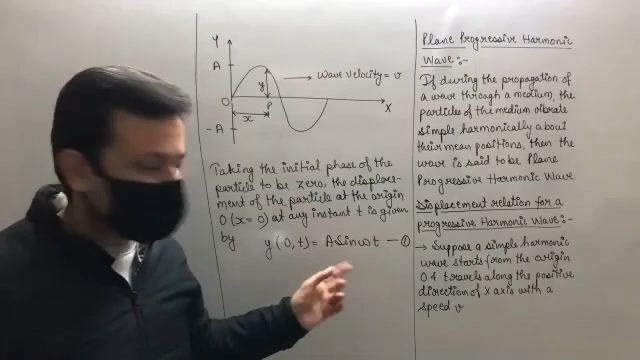 Y
A
y
Wave velocity = v
O
P
X
x
-A
Taking the initial phase of the
particle to be zero, the displace-
ment of the particle at the origin
O (x=0) at any instant t is given
by y (0, t) = A Sin ωt — ①
Plane Progressive Harmonic
Wave :-
If during the propagation of
a wave through a medium, the
particles of the medium vibrate
simple harmonically about
their mean positions, then the
wave is said to be Plane
Progressive Harmonic Wave.
Displacement relation for a
progressive Harmonic Wave:-
→ Suppose a simple harmonic
wave starts from the origin
O & travels along the positive
direction of X axis with a
speed v